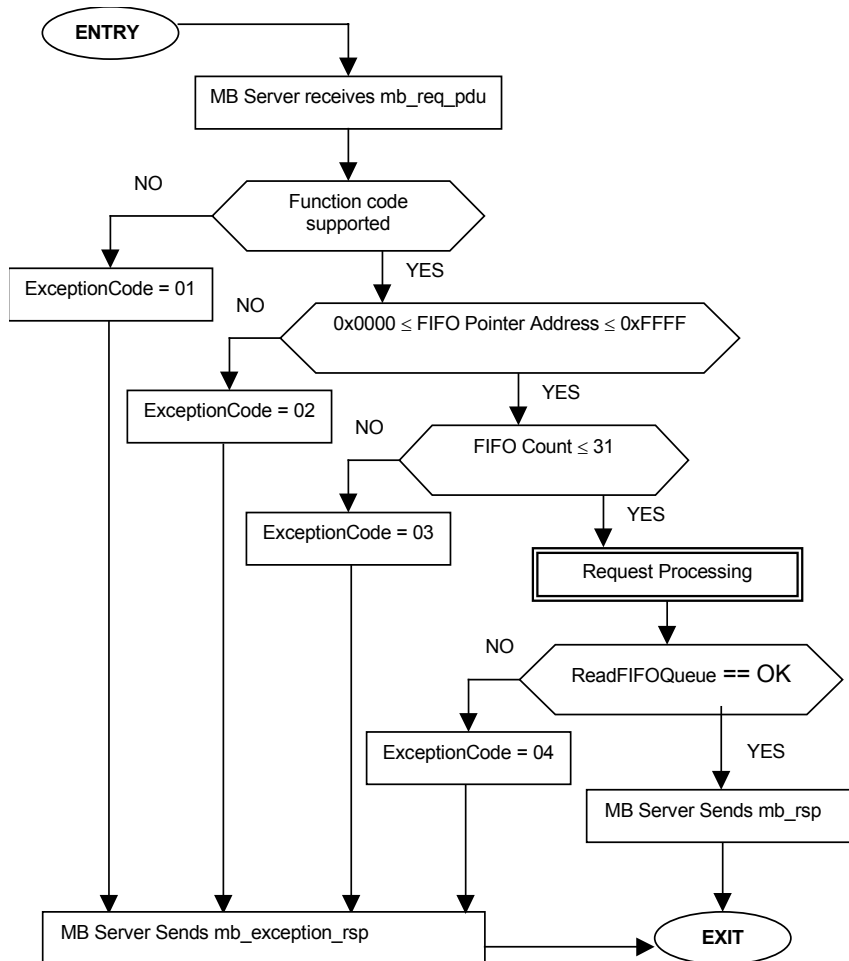 ENTRY
MB Server receives mb_req_pdu
NO
Function code
supported
YES
ExceptionCode = 01
NO
0x0000 ≤ FIFO Pointer Address ≤ 0xFFFF
YES
ExceptionCode = 02
NO
FIFO Count ≤ 31
YES
ExceptionCode = 03
Request Processing
NO
ReadFIFOQueue == OK
YES
ExceptionCode = 04
MB Server Sends mb_rsp
MB Server Sends mb_exception_rsp
EXIT